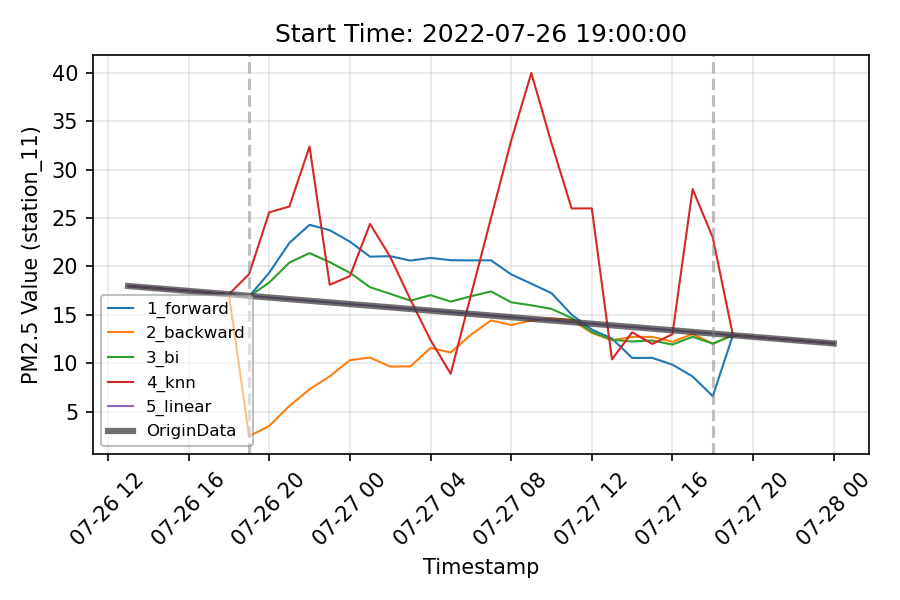 Start Time: 2022-07-26 19:00:00
PM2.5 Value (station_11)
40
35
30
25
20
15
10
5
1_forward
2_backward
3_bi
4_knn
5_linear
OriginData
07-26 12
07-26 16
07-26 20
07-27 00
07-27 04
07-27 08
07-27 12
07-27 16
07-27 20
07-28 00
Timestamp